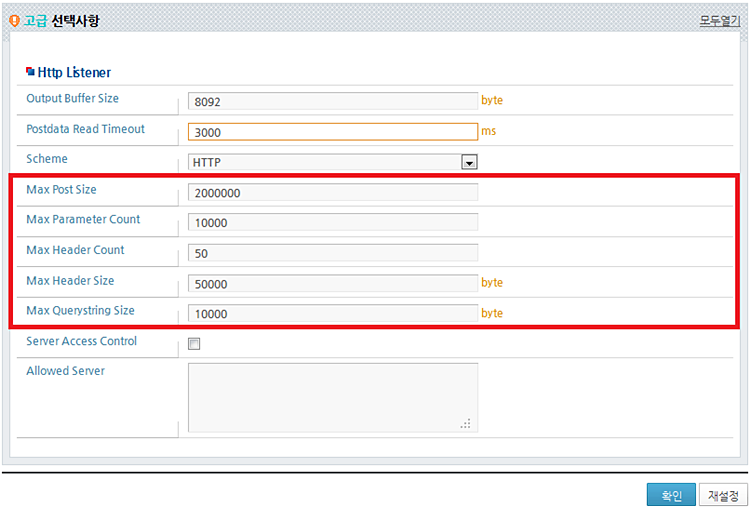 고급 선택사항 모두열기
Http Listener
Output Buffer Size 8092 byte
Postdata Read Timeout 3000 ms
Scheme HTTP
Max Post Size 2000000
Max Parameter Count 10000
Max Header Count 50
Max Header Size 50000 byte
Max Querystring Size 10000 byte
Server Access Control
Allowed Server
확인 재설정